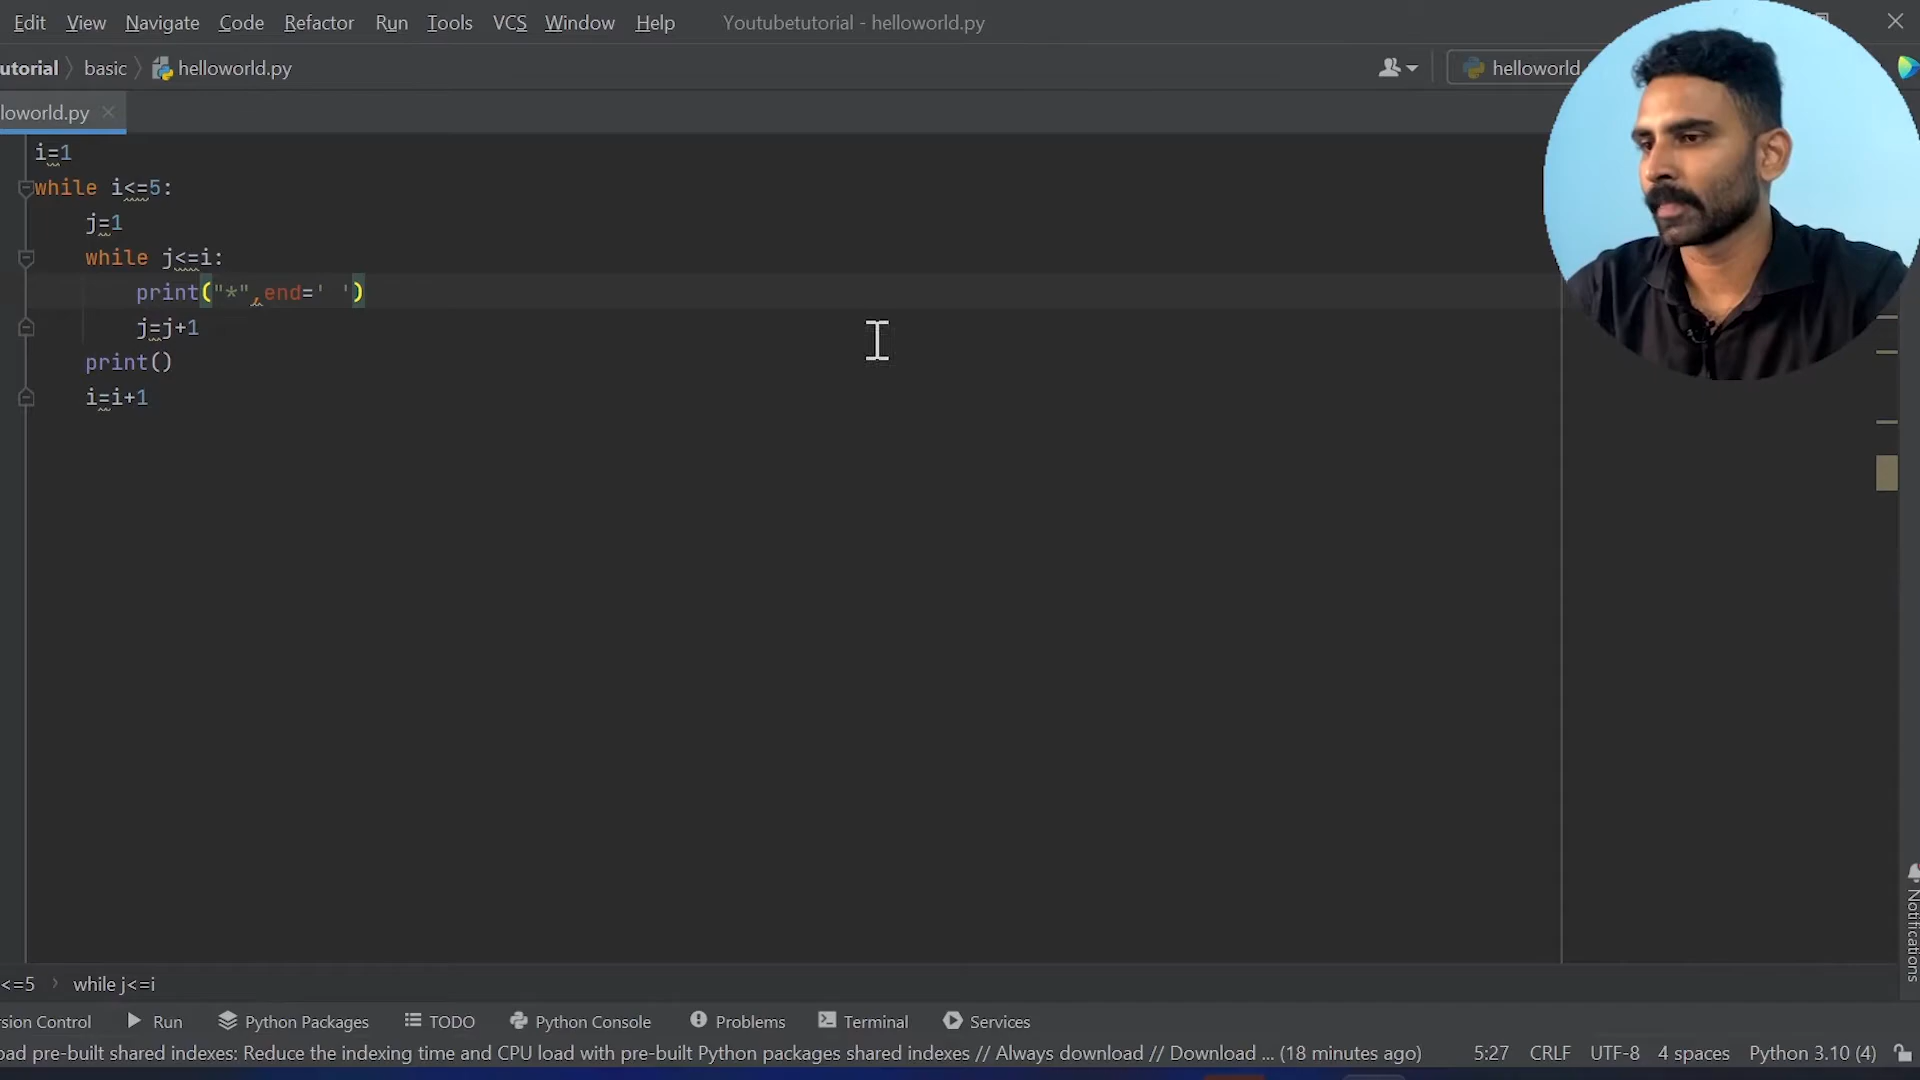 Edit View Navigate Code Refactor Run Tools VCS Window Help Youtubetutorial - helloworld.py
utorial basic helloworld.py helloworld
loworld.py
i=1
while i<=5:
    j=1
    while j<=i:
        print("*",end=' ')
        j=j+1
    print()
    i=i+1
Notifications
<=5 while j<=i
sion Control Run Python Packages TODO Python Console Problems Terminal Services
oad pre-built shared indexes: Reduce the indexing time and CPU load with pre-built Python packages shared indexes // Always download // Download ... (18 minutes ago) 5:27 CRLF UTF-8 4 spaces Python 3.10 (4)